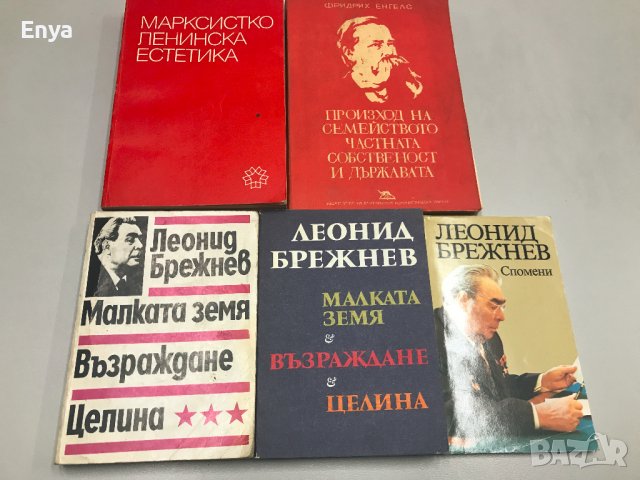 Enya
МАРКСИСТКО
ЛЕНИНСКА
ЕСТЕТИКА
ФРИДРИХ ЕНГЕЛС
ПРОИЗХОД НА
СЕМЕЙСТВОТО
ЧАСТНАТА
СОБСТВЕНОСТ
И ДЪРЖАВАТА
Леонид
Брежнев
Малката земя
Възраждане
Целина
ЛЕОНИД
БРЕЖНЕВ
МАЛКАТА
ЗЕМЯ
&
ВЪЗРАЖДАНЕ
&
ЦЕЛИНА
ЛЕОНИД
БРЕЖНЕВ
Спомени
BAZAR